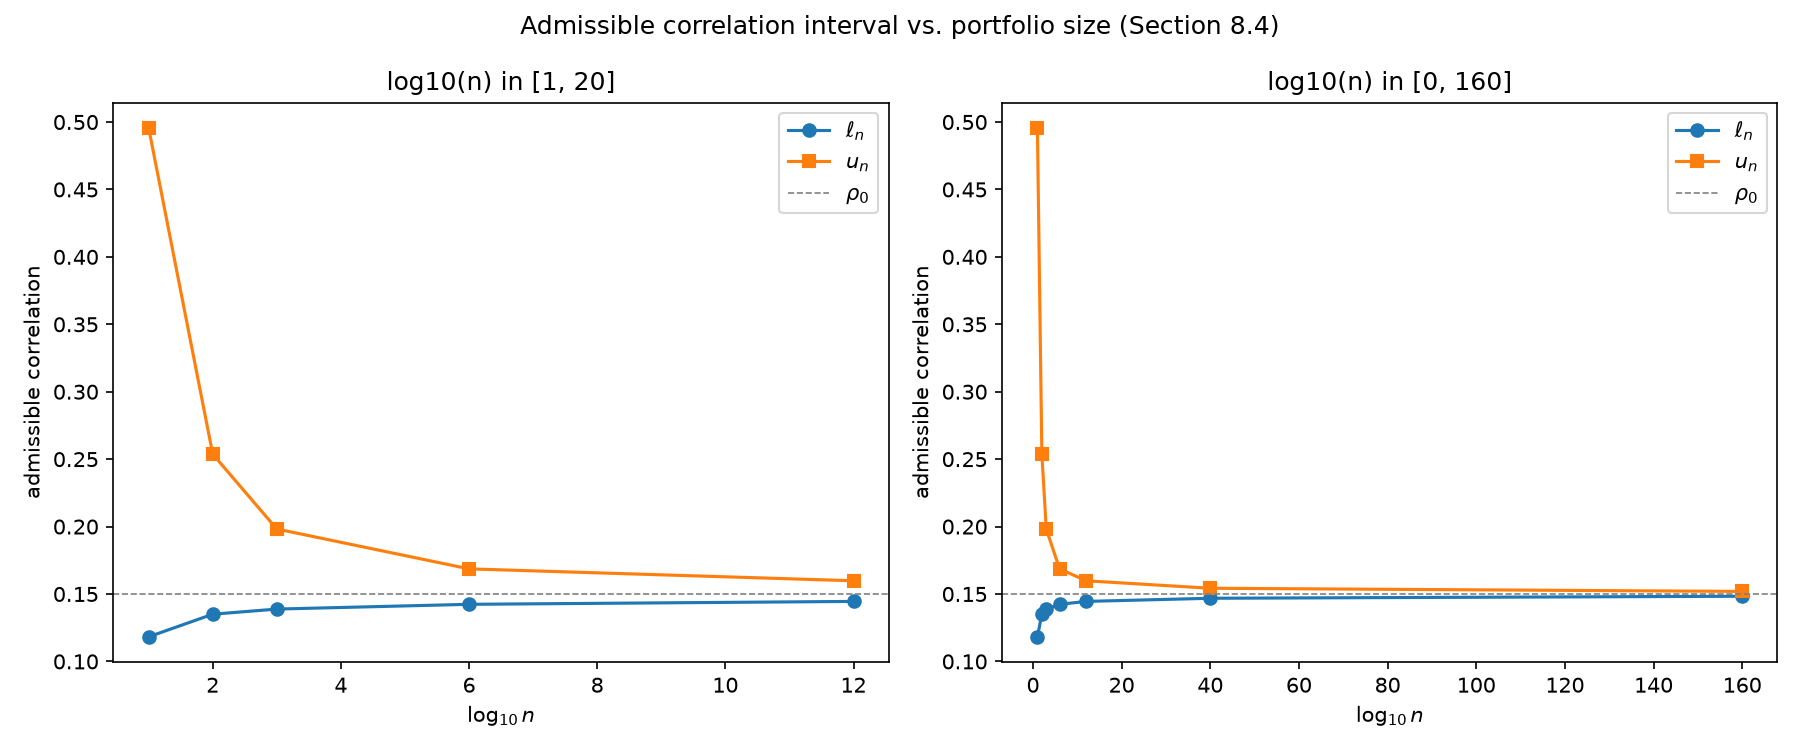 Admissible correlation interval vs. portfolio size (Section 8.4)
log10(n) in [1, 20]
0.50
0.45
0.40
0.35
0.30
0.25
0.20
0.15
0.10
admissible correlation
ℓₙ
uₙ
ρ₀
2 4 6 8 10 12
log₁₀ n
log10(n) in [0, 160]
0.50
0.45
0.40
0.35
0.30
0.25
0.20
0.15
0.10
admissible correlation
ℓₙ
uₙ
ρ₀
0 20 40 60 80 100 120 140 160
log₁₀ n